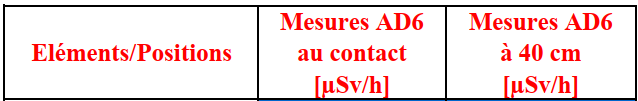 Eléments/Positions
Mesures AD6
au contact
[µSv/h]
Mesures AD6
à 40 cm
[µSv/h]